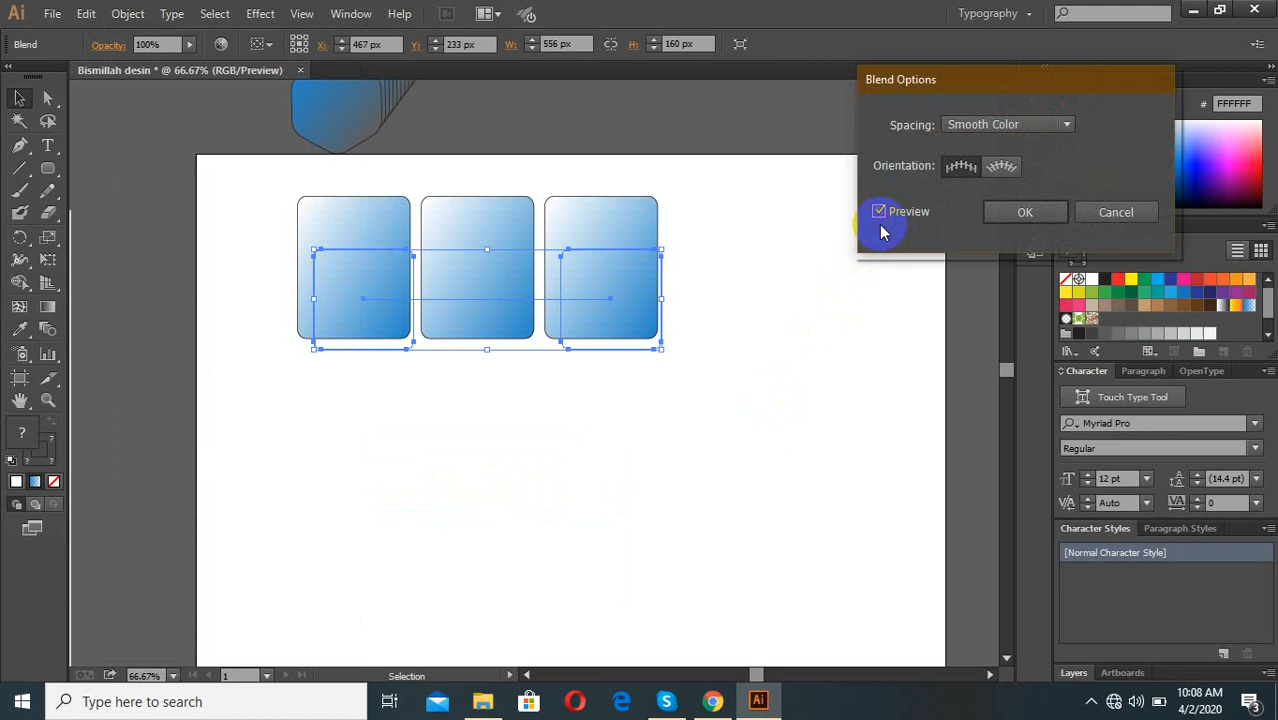 Ai File Edit Object Type Select Effect View Window Help Br Typography
Blend Opacity: 100% X: 467 px Y: 233 px W: 556 px H: 160 px
Bismillah desin * @ 66.67% (RGB/Preview)
Blend Options
# FFFFFF
Spacing: Smooth Color
Orientation:
Preview OK Cancel
Character Paragraph OpenType
Touch Type Tool
Myriad Pro
Regular
12 pt (14.4 pt)
Auto 0
Character Styles Paragraph Styles
[Normal Character Style]
?
66.67% 1 Selection
Layers Artboards
Type here to search
10:08 AM
4/2/2020
3